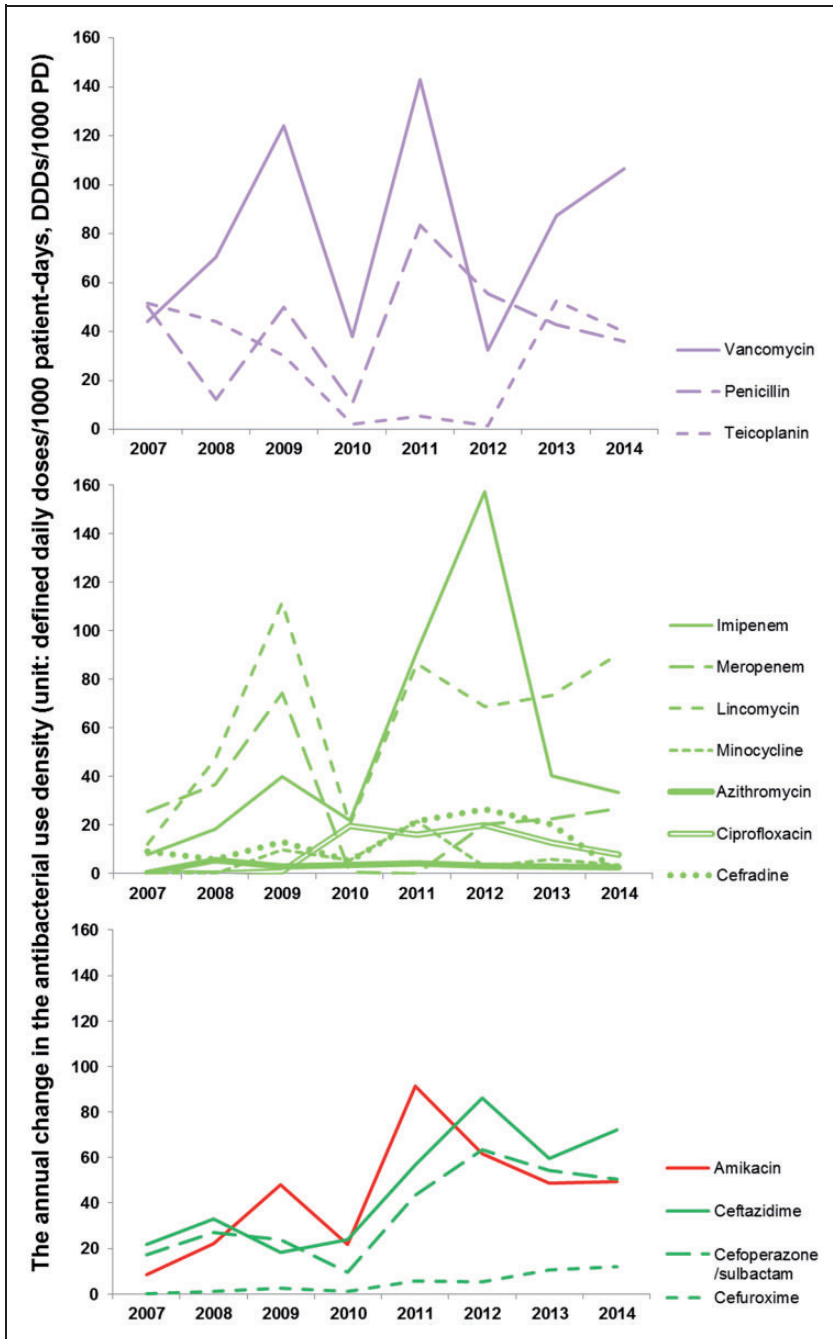 The annual change in the antibacterial use density (unit: defined daily doses/1000 patient-days, DDDs/1000 PD)
160
140
120
100
80
60
40
20
0
2007 2008 2009 2010 2011 2012 2013 2014
Vancomycin
Penicillin
Teicoplanin
160
140
120
100
80
60
40
20
0
2007 2008 2009 2010 2011 2012 2013 2014
Imipenem
Meropenem
Lincomycin
Minocycline
Azithromycin
Ciprofloxacin
Cefradine
160
140
120
100
80
60
40
20
0
2007 2008 2009 2010 2011 2012 2013 2014
Amikacin
Ceftazidime
Cefoperazone
/sulbactam
Cefuroxime